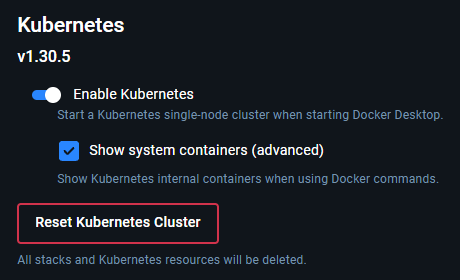 Kubernetes
v1.30.5
Enable Kubernetes
Start a Kubernetes single-node cluster when starting Docker Desktop.
Show system containers (advanced)
Show Kubernetes internal containers when using Docker commands.
Reset Kubernetes Cluster
All stacks and Kubernetes resources will be deleted.